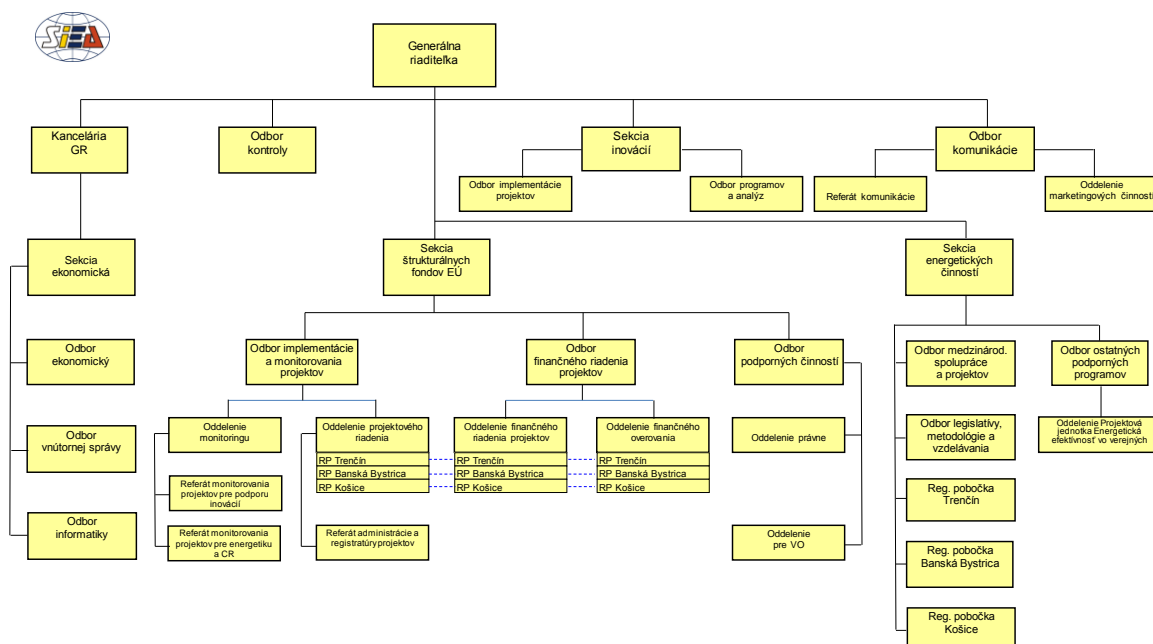 SIEA
Generálna
riaditeľka
Kancelária
GR
Odbor
kontroly
Sekcia
inovácií
Odbor
komunikácie
Odbor implementácie
projektov
Odbor programov
a analýz
Referát komunikácie
Oddelenie
marketingových činností
Sekcia
ekonomická
Sekcia
štrukturálnych
fondov EÚ
Sekcia
energetických
činností
Odbor
ekonomický
Odbor implementácie
a monitorovania
projektov
Odbor
finančného riadenia
projektov
Odbor
podporných činností
Odbor medzinárod.
spolupráce
a projektov
Odbor ostatných
podporných
programov
Odbor
vnútornej správy
Oddelenie
monitoringu
Oddelenie projektového
riadenia
RP Trenčín
RP Banská Bystrica
RP Košice
Oddelenie finančného
riadenia projektov
RP Trenčín
RP Banská Bystrica
RP Košice
Oddelenie finančného
overovania
RP Trenčín
RP Banská Bystrica
RP Košice
Oddelenie právne
Odbor legislatívy,
metodológie a
vzdelávania
Oddelenie Projektová
jednotka Energetická
efektívnosť vo verejných
Referát monitorovania
projektov pre podporu
inovácií
Reg. pobočka
Trenčín
Odbor
informatiky
Referát monitorovania
projektov pre energetiku
a CR
Referát administrácie a
registratúry projektov
Oddelenie
pre VO
Reg. pobočka
Banská Bystrica
Reg. pobočka
Košice